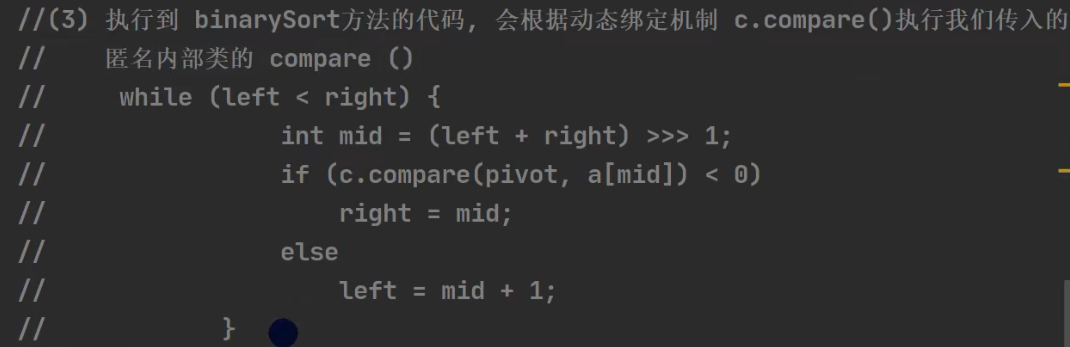 //(3) 执行到 binarySort方法的代码, 会根据动态绑定机制 c.compare()执行我们传入的
//    匿名内部类的 compare ()
//     while (left < right) {
//                int mid = (left + right) >>> 1;
//                if (c.compare(pivot, a[mid]) < 0)
//                    right = mid;
//                else
//                    left = mid + 1;
//            }